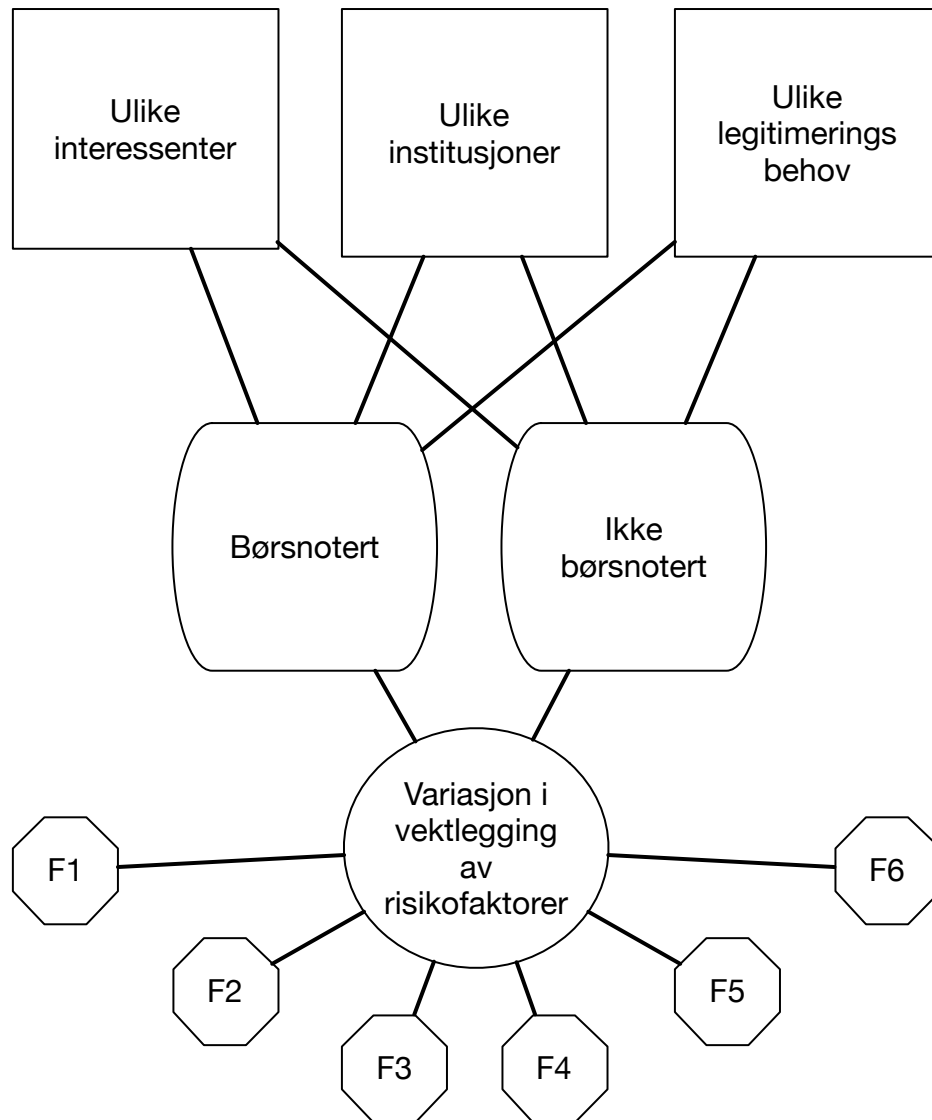 Ulike
interessenter
Ulike
institusjoner
Ulike
legitimerings
behov
Børsnotert
Ikke
børsnotert
Variasjon i
vektlegging
av
risikofaktorer
F1
F6
F2
F5
F3
F4